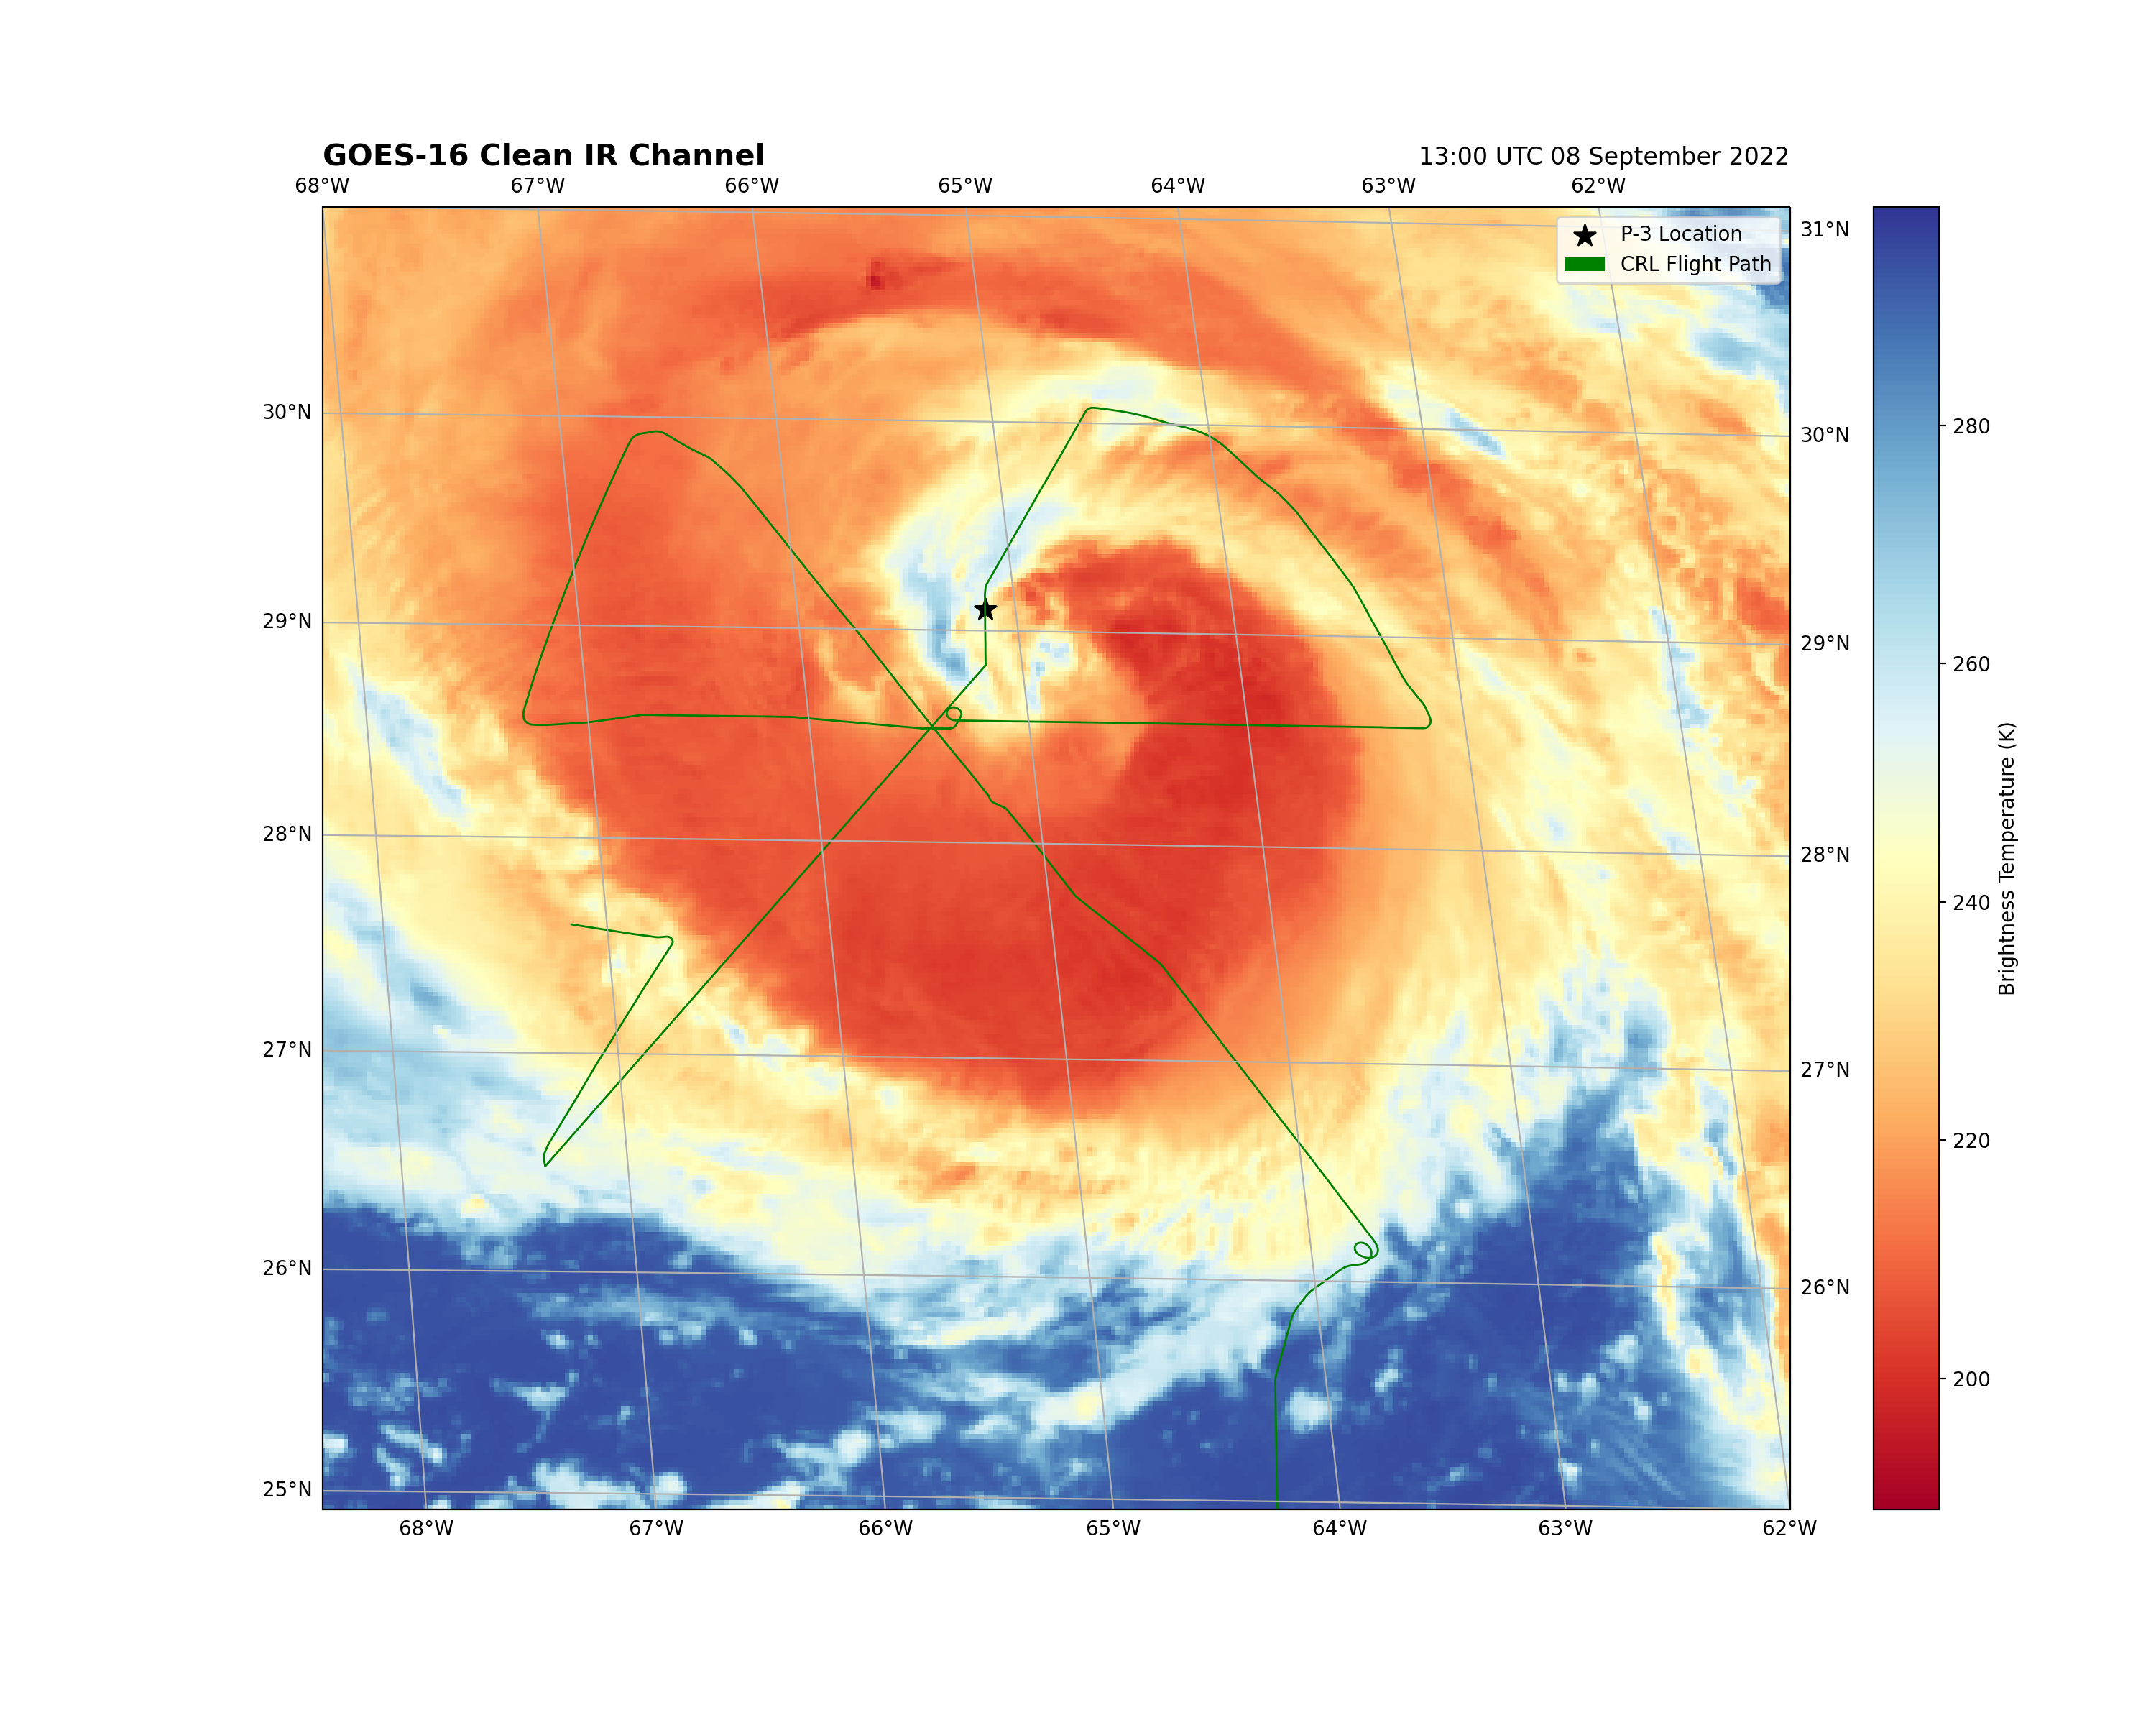 GOES-16 Clean IR Channel
13:00 UTC 08 September 2022
68°W 67°W 66°W 65°W 64°W 63°W 62°W
P-3 Location
CRL Flight Path
31°N
30°N 30°N
29°N 29°N
28°N 28°N
27°N 27°N
26°N 26°N
25°N
68°W 67°W 66°W 65°W 64°W 63°W 62°W
280
260
240
220
200
Brightness Temperature (K)